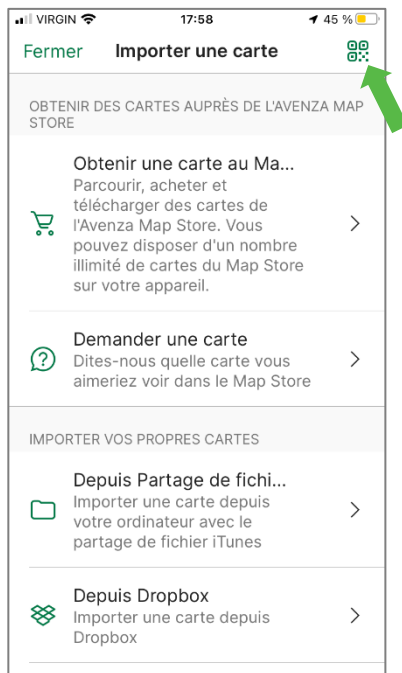 VIRGIN 17:58 45 %
Fermer Importer une carte
OBTENIR DES CARTES AUPRÈS DE L'AVENZA MAP
STORE
Obtenir une carte au Ma...
Parcourir, acheter et
télécharger des cartes de
l'Avenza Map Store. Vous
pouvez disposer d'un nombre
illimité de cartes du Map Store
sur votre appareil.
Demander une carte
Dites-nous quelle carte vous
aimeriez voir dans le Map Store
IMPORTER VOS PROPRES CARTES
Depuis Partage de fichi...
Importer une carte depuis
votre ordinateur avec le
partage de fichier iTunes
Depuis Dropbox
Importer une carte depuis
Dropbox